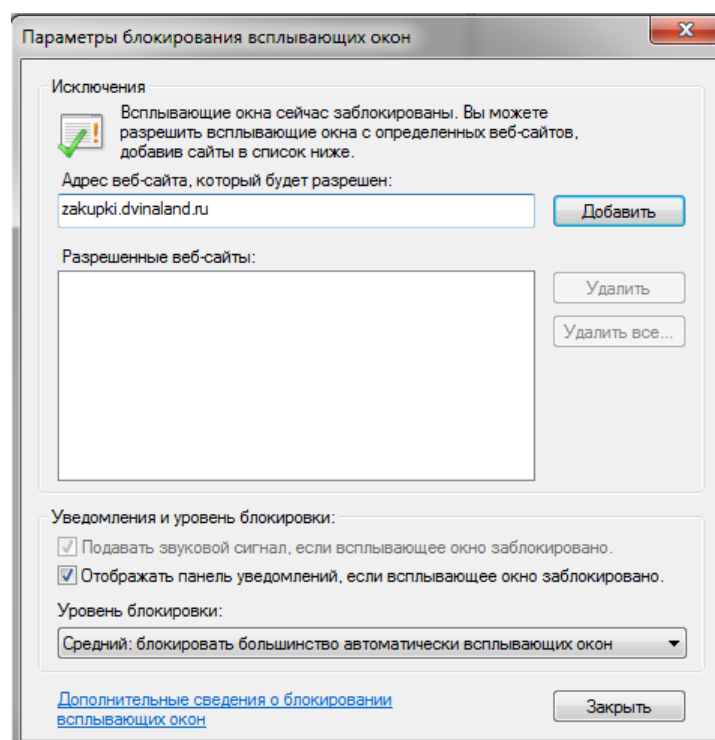 Параметры блокирования всплывающих окон
Исключения
Всплывающие окна сейчас заблокированы. Вы можете
разрешить всплывающие окна с определенных веб-сайтов,
добавив сайты в список ниже.
Адрес веб-сайта, который будет разрешен:
zakupki.dvinaland.ru
Добавить
Разрешенные веб-сайты:
Удалить
Удалить все...
Уведомления и уровень блокировки:
Подавать звуковой сигнал, если всплывающее окно заблокировано.
Отображать панель уведомлений, если всплывающее окно заблокировано.
Уровень блокировки:
Средний: блокировать большинство автоматически всплывающих окон
Дополнительные сведения о блокировании
всплывающих окон
Закрыть